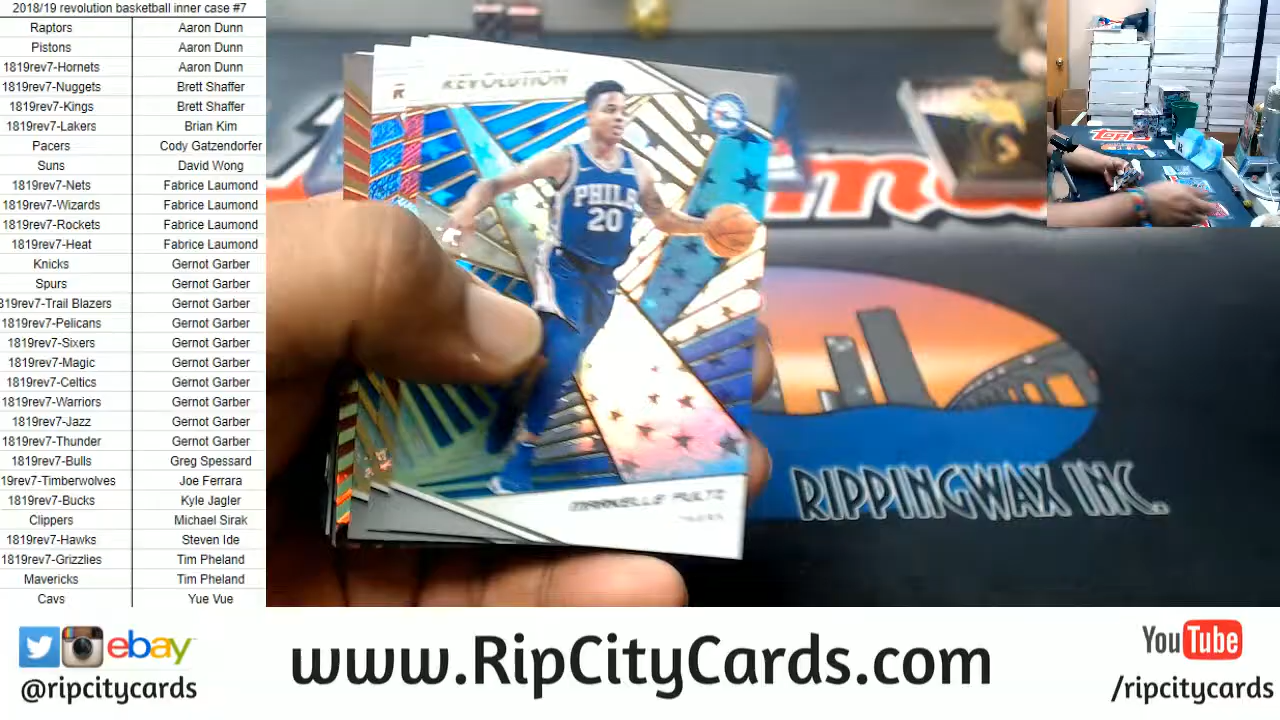 2018/19 revolution basketball inner case #7
Raptors Aaron Dunn
Pistons Aaron Dunn
1819rev7-Hornets Aaron Dunn
1819rev7-Nuggets Brett Shaffer
1819rev7-Kings Brett Shaffer
1819rev7-Lakers Brian Kim
Pacers Cody Gatzendorfer
Suns David Wong
1819rev7-Nets Fabrice Laumond
1819rev7-Wizards Fabrice Laumond
1819rev7-Rockets Fabrice Laumond
1819rev7-Heat Fabrice Laumond
Knicks Gernot Garber
Spurs Gernot Garber
819rev7-Trail Blazers Gernot Garber
1819rev7-Pelicans Gernot Garber
1819rev7-Sixers Gernot Garber
1819rev7-Magic Gernot Garber
1819rev7-Celtics Gernot Garber
1819rev7-Warriors Gernot Garber
1819rev7-Jazz Gernot Garber
1819rev7-Thunder Gernot Garber
1819rev7-Bulls Greg Spessard
19rev7-Timberwolves Joe Ferrara
1819rev7-Bucks Kyle Jagler
Clippers Michael Sirak
1819rev7-Hawks Steven Ide
1819rev7-Grizzlies Tim Pheland
Mavericks Tim Pheland
Cavs Yue Vue
R
REVOLUTION
PHILA
20
MARKELLE FULTZ
RIPPINGWAX INC.
Topps
ebay
@ripcitycards
www.RipCityCards.com
YouTube
/ripcitycards